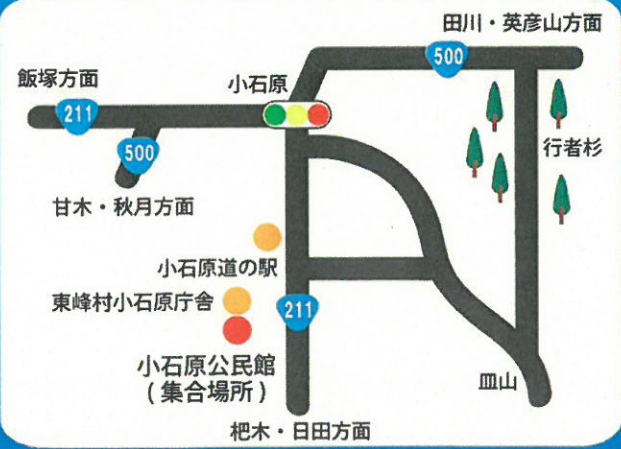 田川・英彦山方面
500
飯塚方面
小石原
211
500
行者杉
甘木・秋月方面
小石原道の駅
東峰村小石原庁舎
211
小石原公民館
(集合場所)
皿山
杷木・日田方面